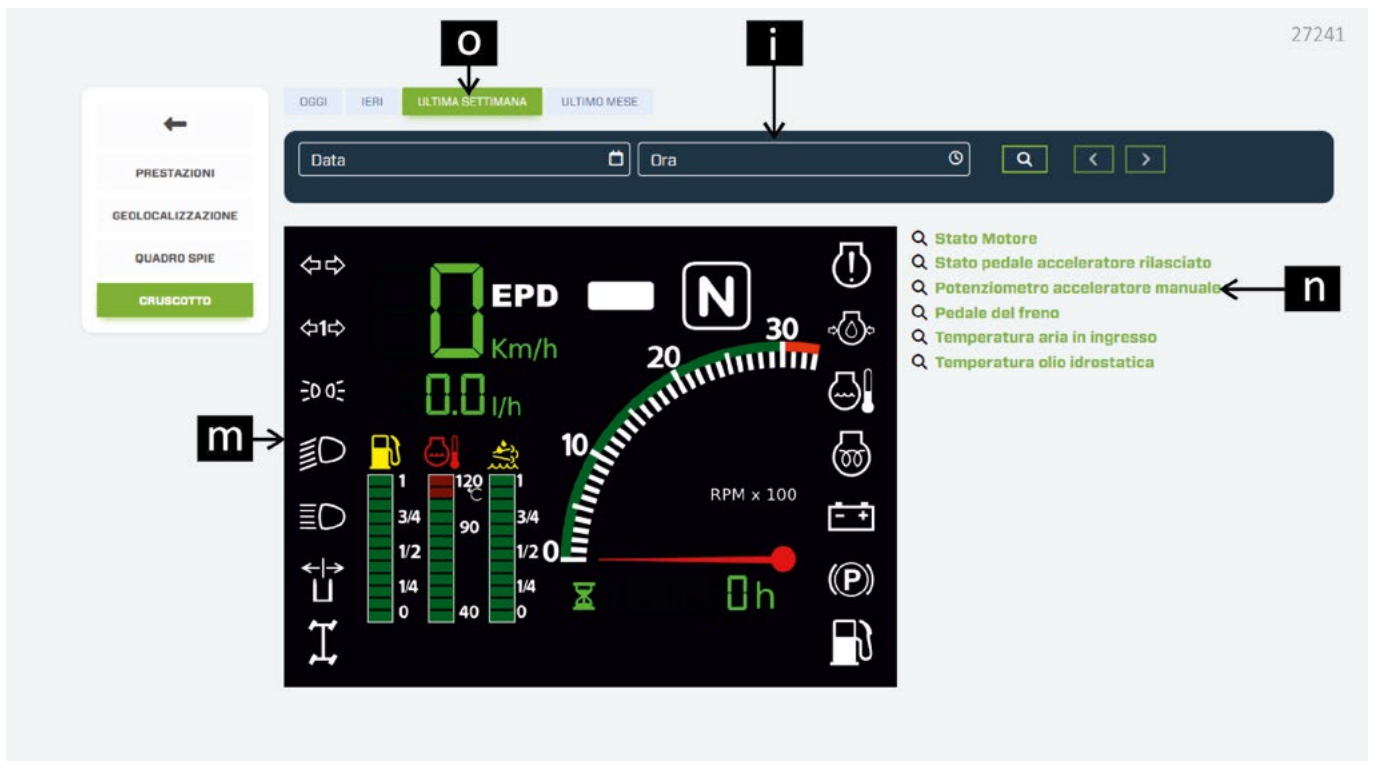 o
i
27241
OGGI IERI ULTIMA SETTIMANA ULTIMO MESE
Data
Ora
PRESTAZIONI
GEOLOCALIZZAZIONE
QUADRO SPIE
CRUSCOTTO
0 EPD N
Km/h
0.0 l/h
1
m
1 120 1
°C
3/4 90 3/4
1/2 1/2
1/4 1/4
0 40 0
30
20
10
0
RPM x 100
0 h
- +
(P)
Stato Motore
Stato pedale acceleratore rilasciato
Potenziometro acceleratore manuale
n
Pedale del freno
Temperatura aria in ingresso
Temperatura olio idrostatica